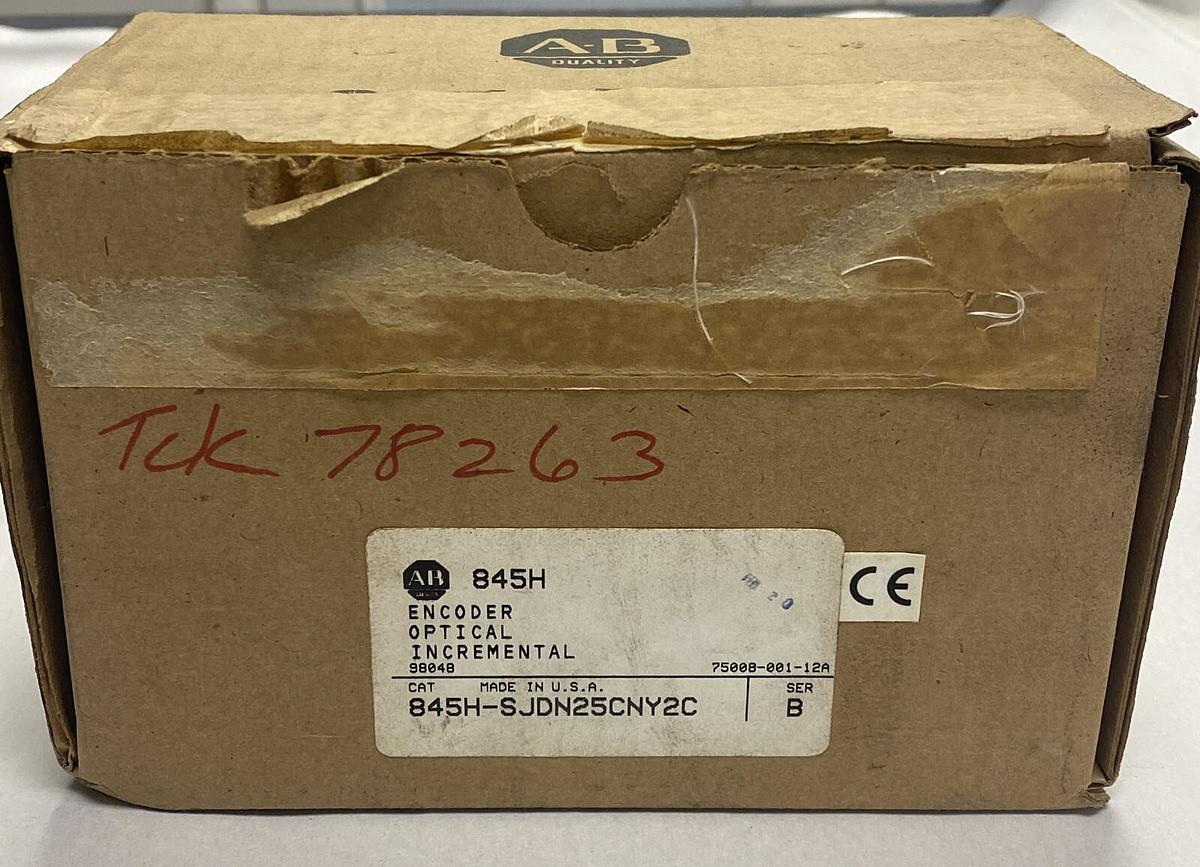 A-B
QUALITY
Tck 78263
AB 845H
QUALITY
ENCODER
OPTICAL
INCREMENTAL
98048 75008-001-12A
CAT MADE IN U.S.A. SER
845H-SJDN25CNY2C B
CE